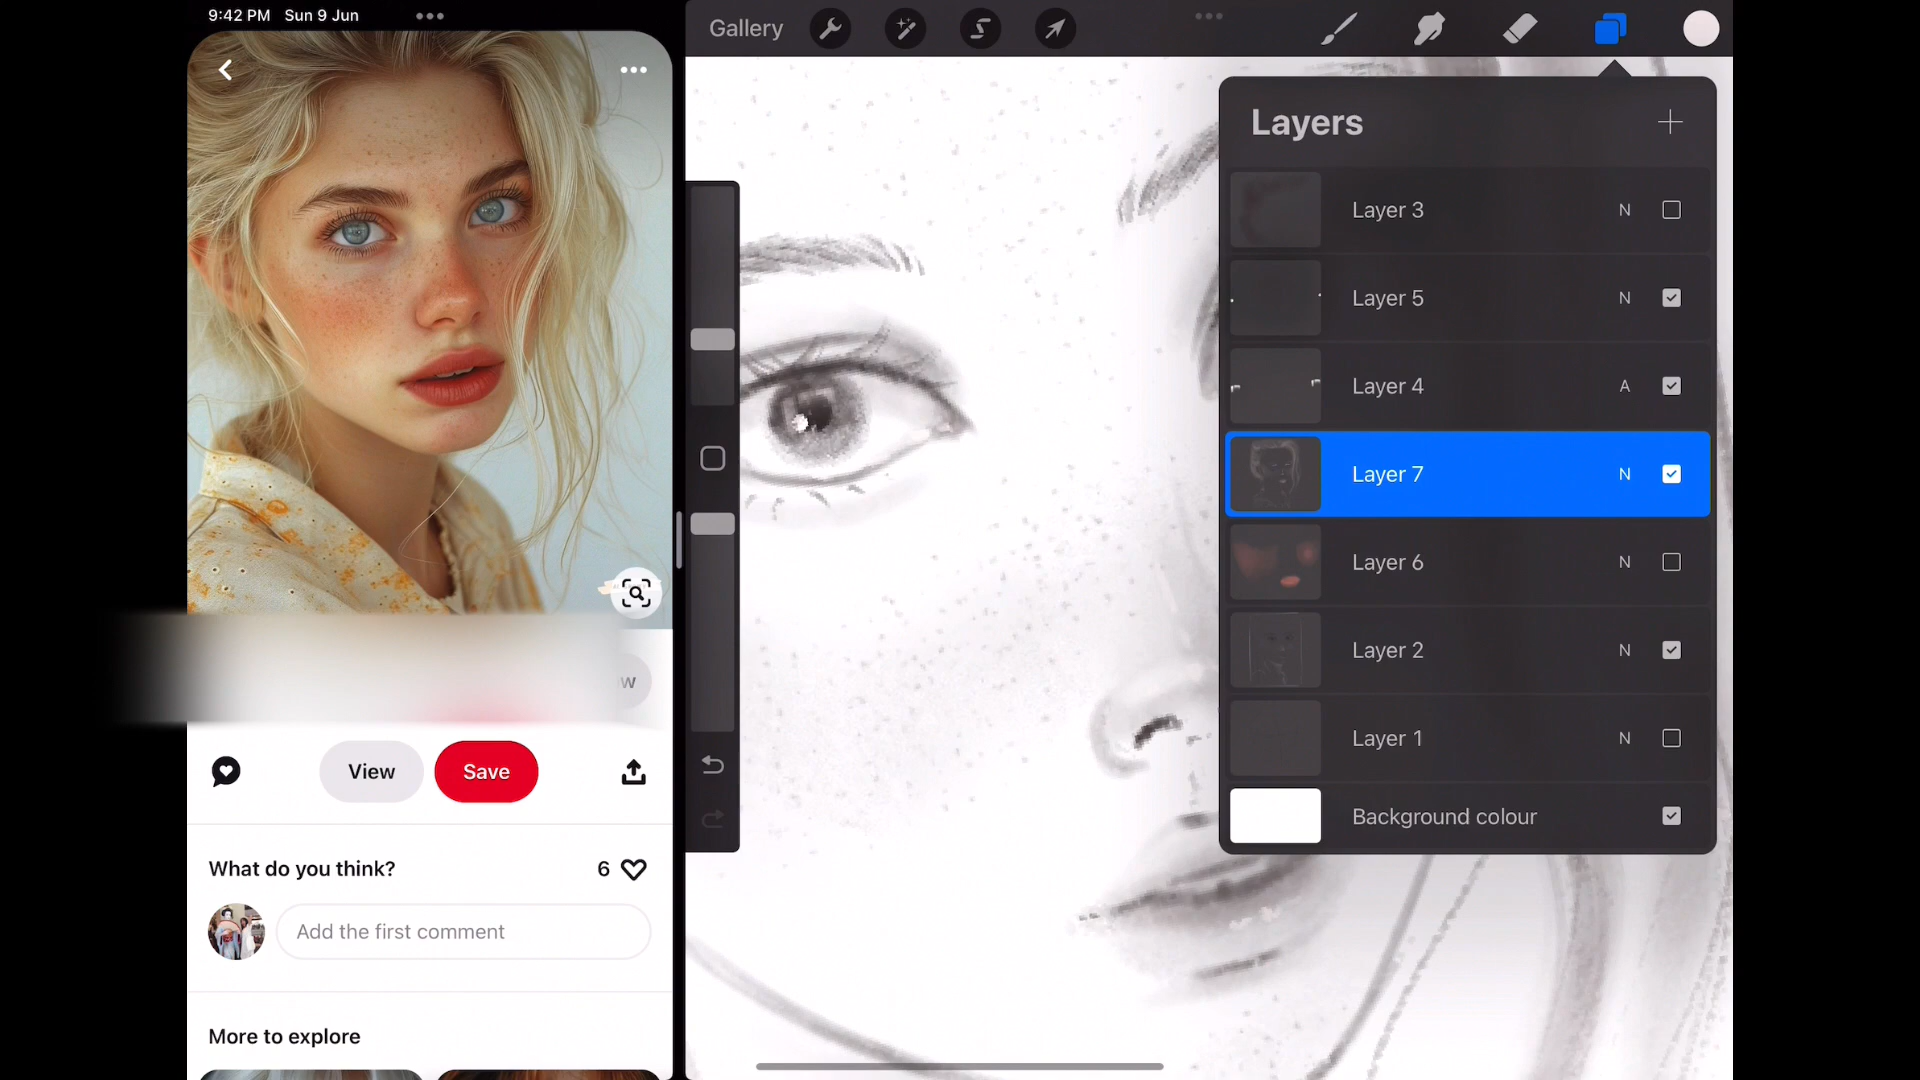 9:42 PM Sun 9 Jun
Gallery
Layers
Layer 3 N
Layer 5 N
Layer 4 A
Layer 7 N
Layer 6 N
Layer 2 N
Layer 1 N
Background colour
w
View
Save
What do you think?
6
Add the first comment
More to explore